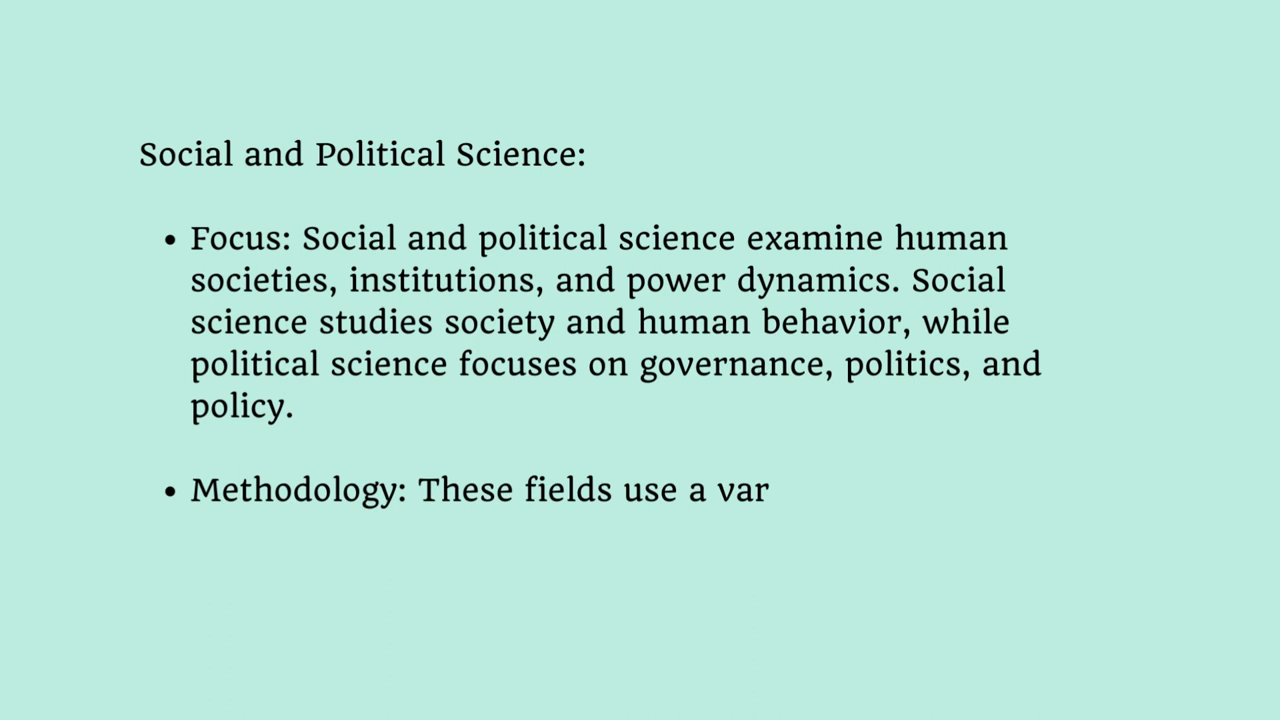 Social and Political Science:
• Focus: Social and political science examine human
societies, institutions, and power dynamics. Social
science studies society and human behavior, while
political science focuses on governance, politics, and
policy.
• Methodology: These fields use a var